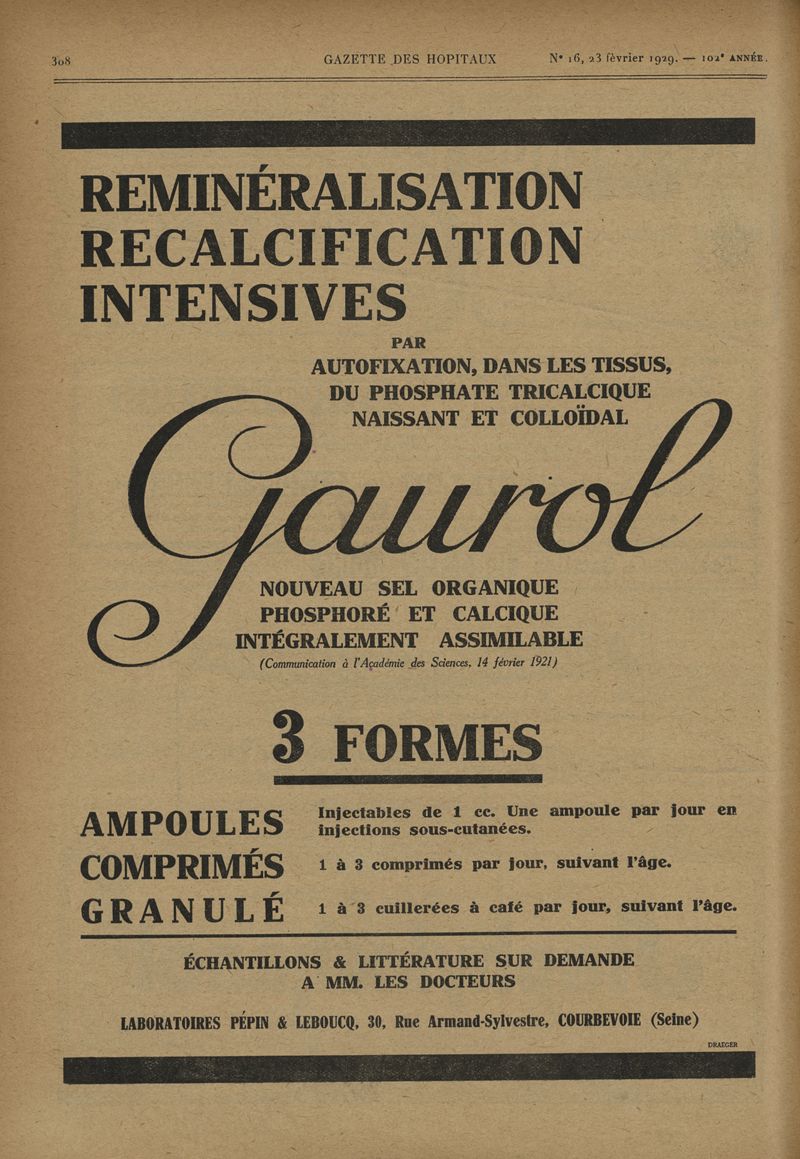 308
GAZETTE DES HOPITAUX
N° 16, 23 février 1929. — 102e ANNÉE.
REMINÉRALISATION
RECALCIFICATION
INTENSIVES
PAR
AUTOFIXATION, DANS LES TISSUS,
DU PHOSPHATE TRICALCIQUE
NAISSANT ET COLLOÏDAL
Gaurol
NOUVEAU SEL ORGANIQUE
PHOSPHORÉ ET CALCIQUE
INTÉGRALEMENT ASSIMILABLE
(Communication à l'Açadémie des Sciences, 14 février 1921)
3 FORMES
AMPOULES
Injectables de 1 cc. Une ampoule par jour en
injections sous-cutanées.
COMPRIMÉS
1 à 3 comprimés par jour, suivant l'âge.
GRANULÉ
1 à 3 cuillerées à café par jour, suivant l'âge.
ÉCHANTILLONS & LITTÉRATURE SUR DEMANDE
A MM. LES DOCTEURS
LABORATOIRES PÉPIN & LEBOUCQ, 30, Rue Armand-Sylvestre, COURBEVOIE (Seine)
DRAEGER